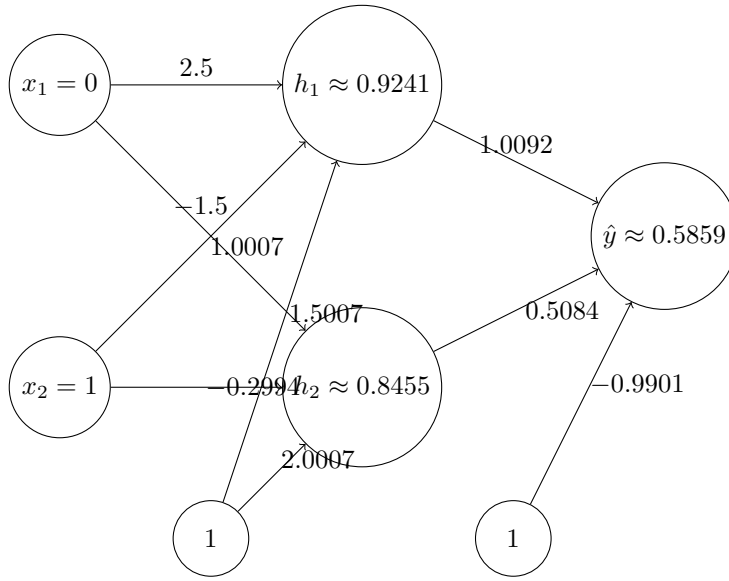 x₁ = 0
2.5
h₁ ≈ 0.9241
1.0092
−1.5
1.0007
ŷ ≈ 0.5859
1.5007
0.5084
x₂ = 1
−0.2994
h₂ ≈ 0.8455
−0.9901
2.0007
1
1